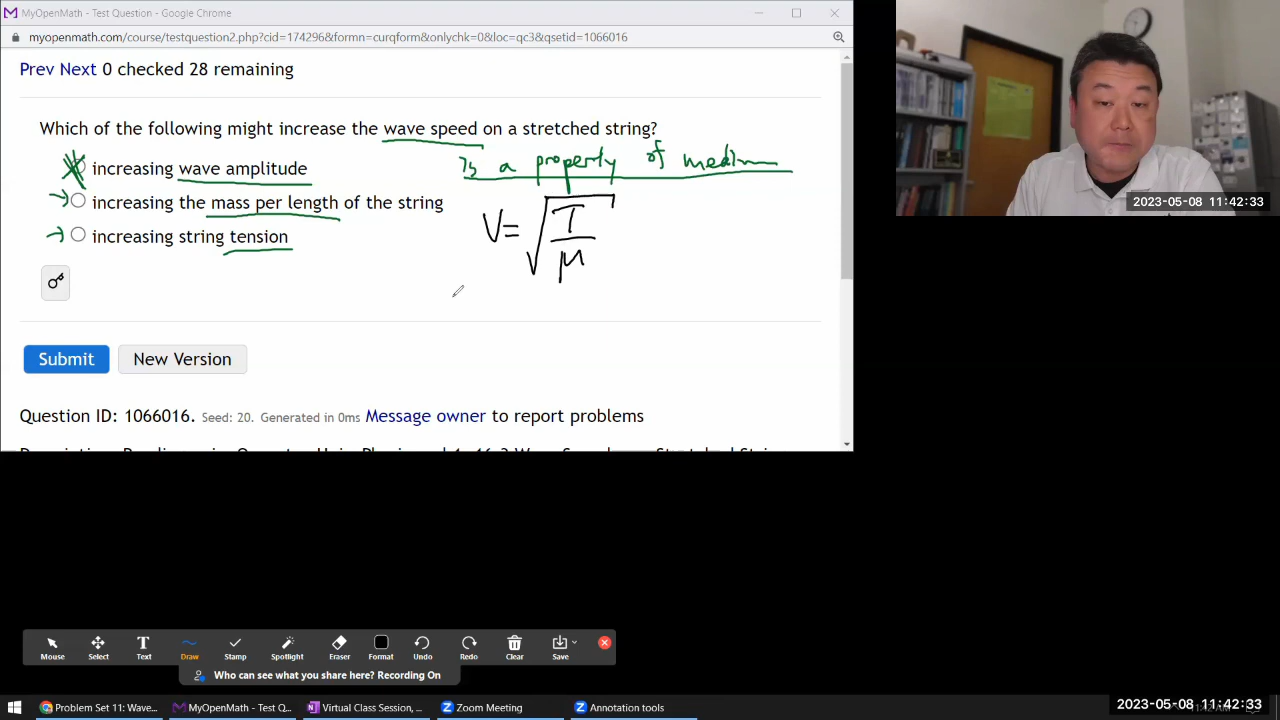 MyOpenMath - Test Question - Google Chrome
myopenmath.com/course/testquestion2.php?cid=174296&formn=curqform&onlychk=0&loc=qc3&qsetid=1066016
Prev Next 0 checked 28 remaining
Which of the following might increase the wave speed on a stretched string?
is a property of medium
increasing wave amplitude
increasing the mass per length of the string
increasing string tension
V = √T/μ
Submit New Version
Question ID: 1066016. Seed: 20. Generated in 0ms Message owner to report problems
2023-05-08 11:42:33
Mouse Select Text Draw Stamp Spotlight Eraser Format Undo Redo Clear Save
Who can see what you share here? Recording On
Problem Set 11: Wave... MyOpenMath - Test Q... Virtual Class Session, ... Zoom Meeting Annotation tools
2023-05-08 11:42:33